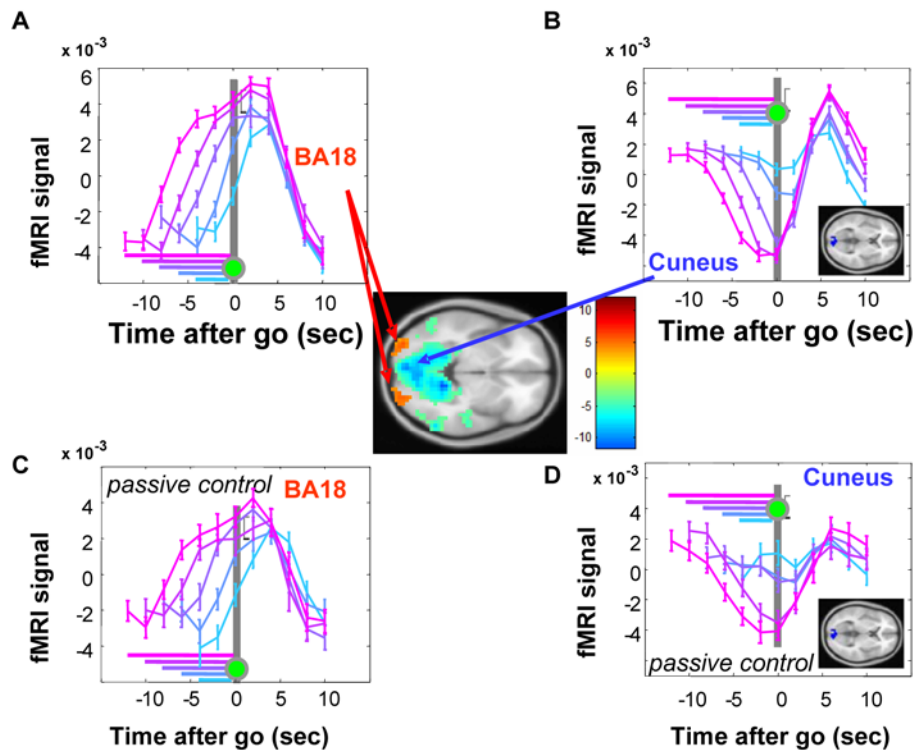 A
x 10⁻³
6
4
2
0
-2
-4
fMRI signal
BA18
-10
-5
0
5
10
Time after go (sec)
B
x 10⁻³
6
4
2
0
-2
-4
fMRI signal
Cuneus
-10
-5
0
5
10
Time after go (sec)
10
5
0
-5
-10
C
x 10⁻³
passive control
BA18
4
2
0
-2
-4
fMRI signal
-10
-5
0
5
10
Time after go (sec)
D
x 10⁻³
Cuneus
4
2
0
-2
-4
fMRI signal
passive control
-10
-5
0
5
10
Time after go (sec)